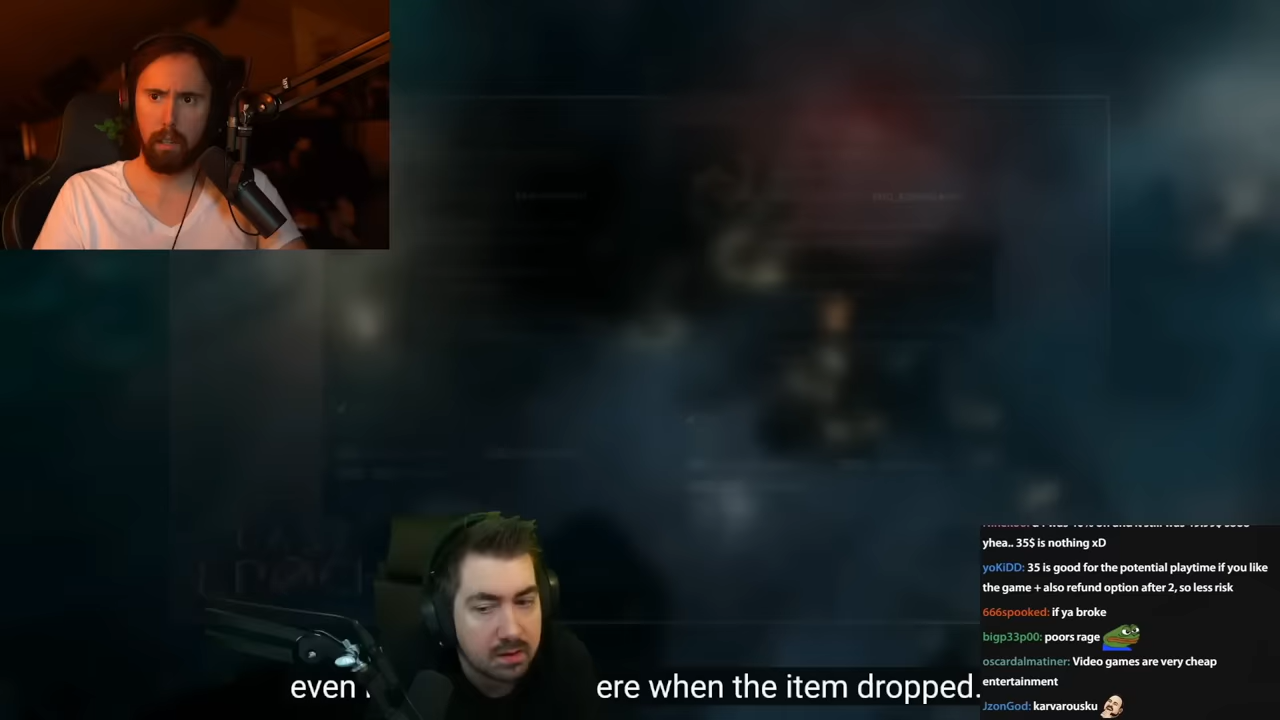 yhea.. 35$ is nothing xD
yoKiDD: 35 is good for the potential playtime if you like
the game + also refund option after 2, so less risk
666spooked: if ya broke
bigp33p00: poors rage
oscardalmatiner: Video games are very cheap
entertainment
JzonGod: karvarousku
even ere when the item dropped.